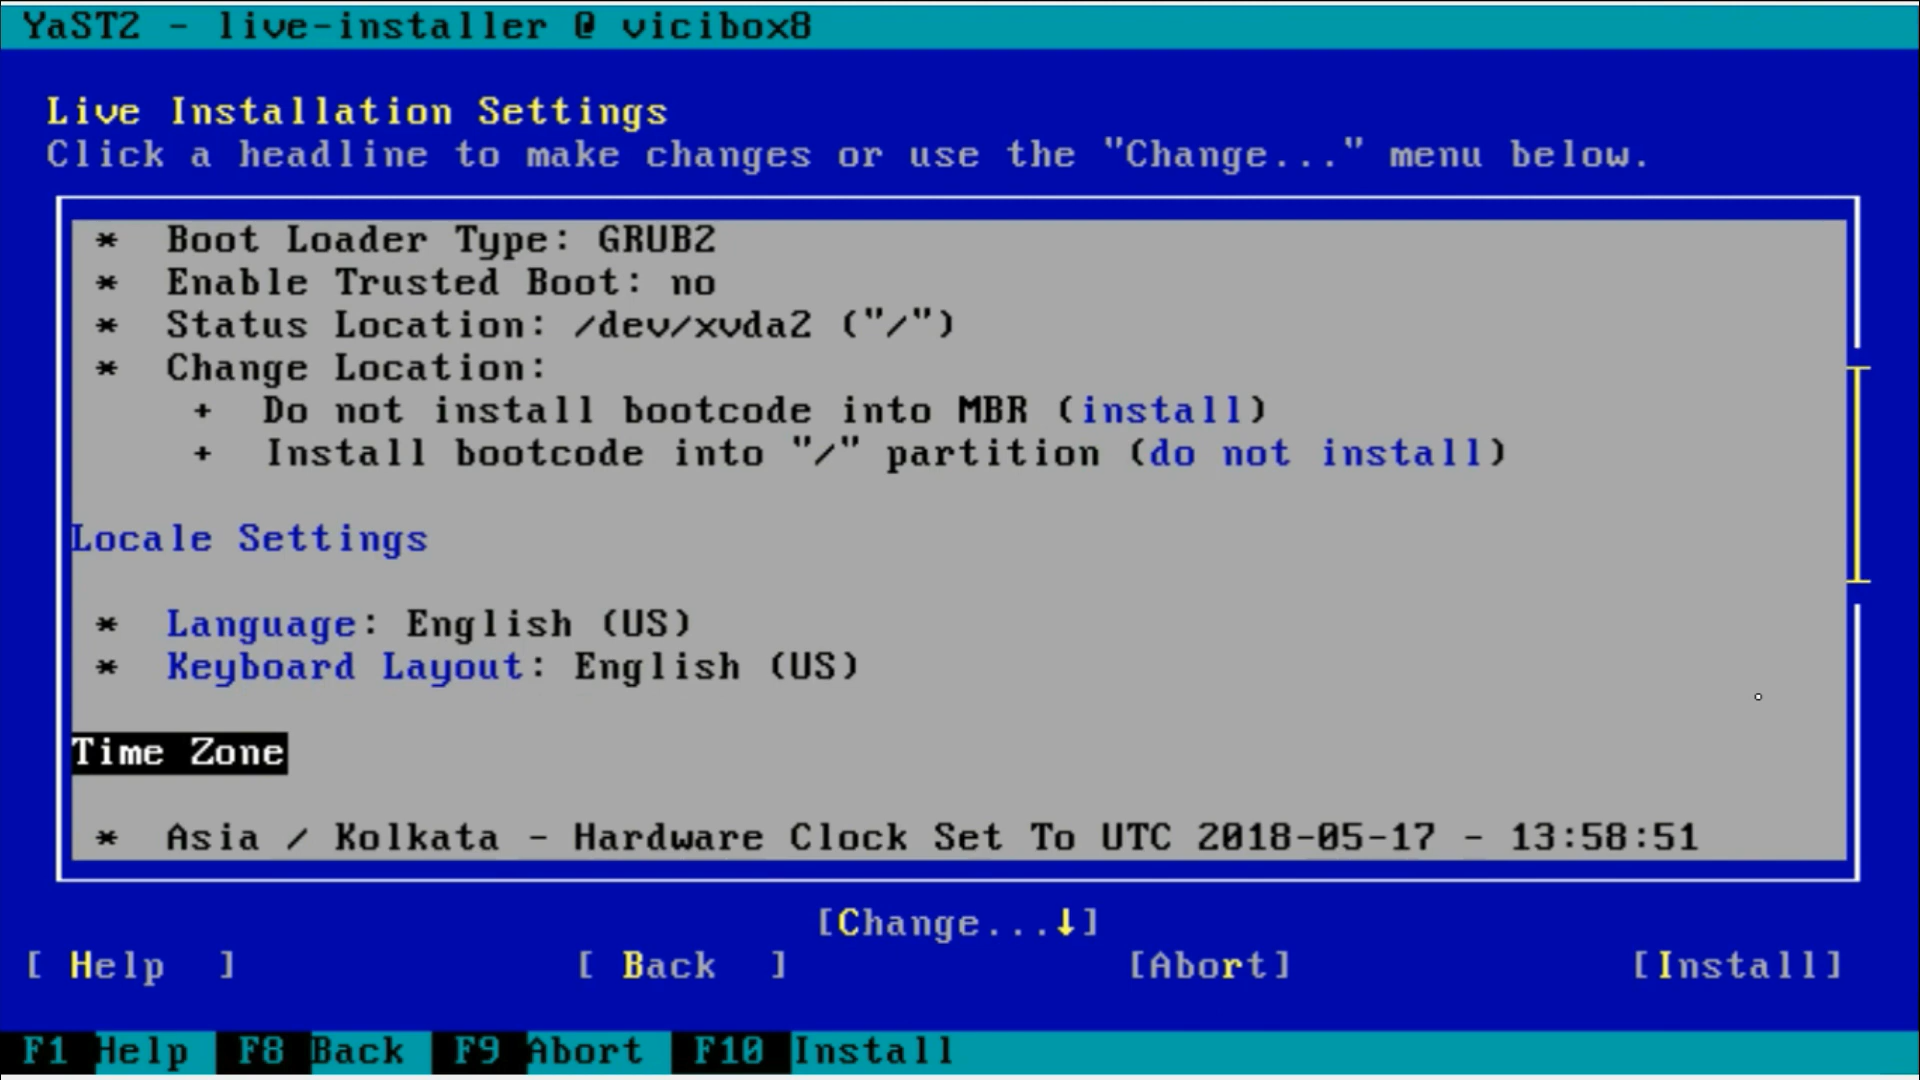 YaST2 - live-installer @ vicibox8
Live Installation Settings
Click a headline to make changes or use the "Change..." menu below.
* Boot Loader Type: GRUB2
* Enable Trusted Boot: no
* Status Location: /dev/xvda2 ("/")
* Change Location:
+ Do not install bootcode into MBR (install)
+ Install bootcode into "/" partition (do not install)
Locale Settings
* Language: English (US)
* Keyboard Layout: English (US)
Time Zone
* Asia / Kolkata - Hardware Clock Set To UTC 2018-05-17 - 13:58:51
[Change...↓]
[ Help ] [ Back ] [Abort] [Install]
F1 Help F8 Back F9 Abort F10 Install